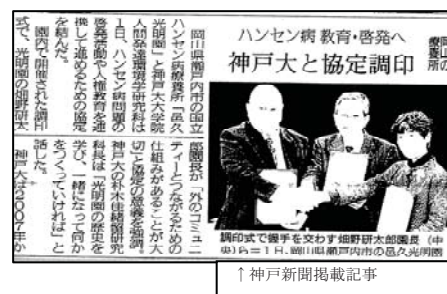 岡山の
療養所
ハンセン病 教育・啓発へ
神戸大と協定調印
岡山県瀬戸内市の国立
ハンセン病療養所「邑久
光明園」と神戸大大学院
人間発達環境学研究科は
1日、ハンセン病問題の
啓発活動や人権教育を連
携して進めるための協定
を結んだ。
園内で開催された調印
式で、光明園の畑野研太
郎園長が「外のコミュニ
ティーとつながるための
仕組みがあることが大
切」と協定の意義を強調。
神戸大の朴木佳緒留研究
科長は「光明園の歴史を
学び、一緒になって何か
をつくっていければ」と
話した。
神戸大は2007年か
調印式で握手を交わす畑野研太郎園長(中
央)ら=1日、岡山県瀬戸内市の邑久光明園
↑神戸新聞掲載記事